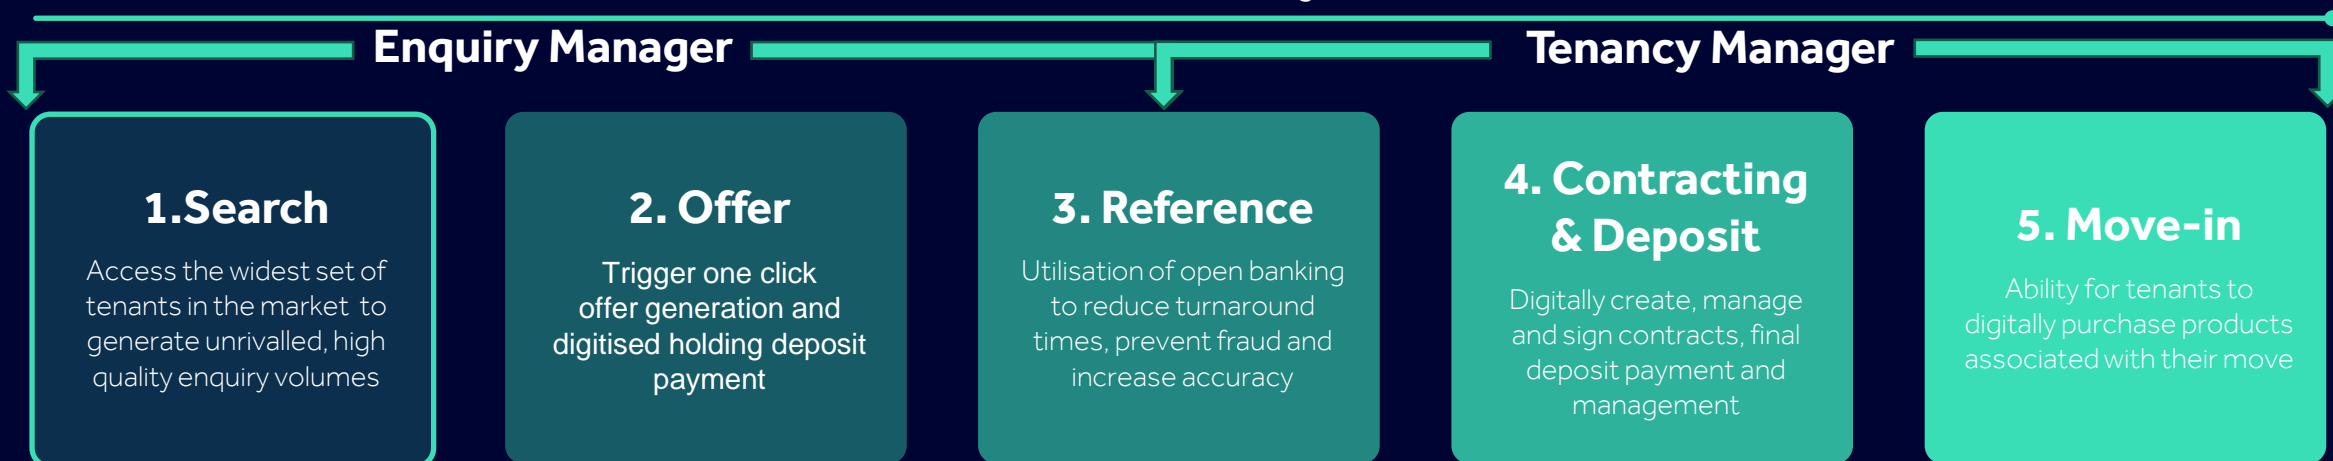 Enquiry Manager
Tenancy Manager
1.Search
Access the widest set of
tenants in the market to
generate unrivalled, high
quality enquiry volumes
2. Offer
Trigger one click
offer generation and
digitised holding deposit
payment
3. Reference
Utilisation of open banking
to reduce turnaround
times, prevent fraud and
increase accuracy
4. Contracting
& Deposit
Digitally create, manage
and sign contracts, final
deposit payment and
management
5. Move-in
Ability for tenants to
digitally purchase products
associated with their move